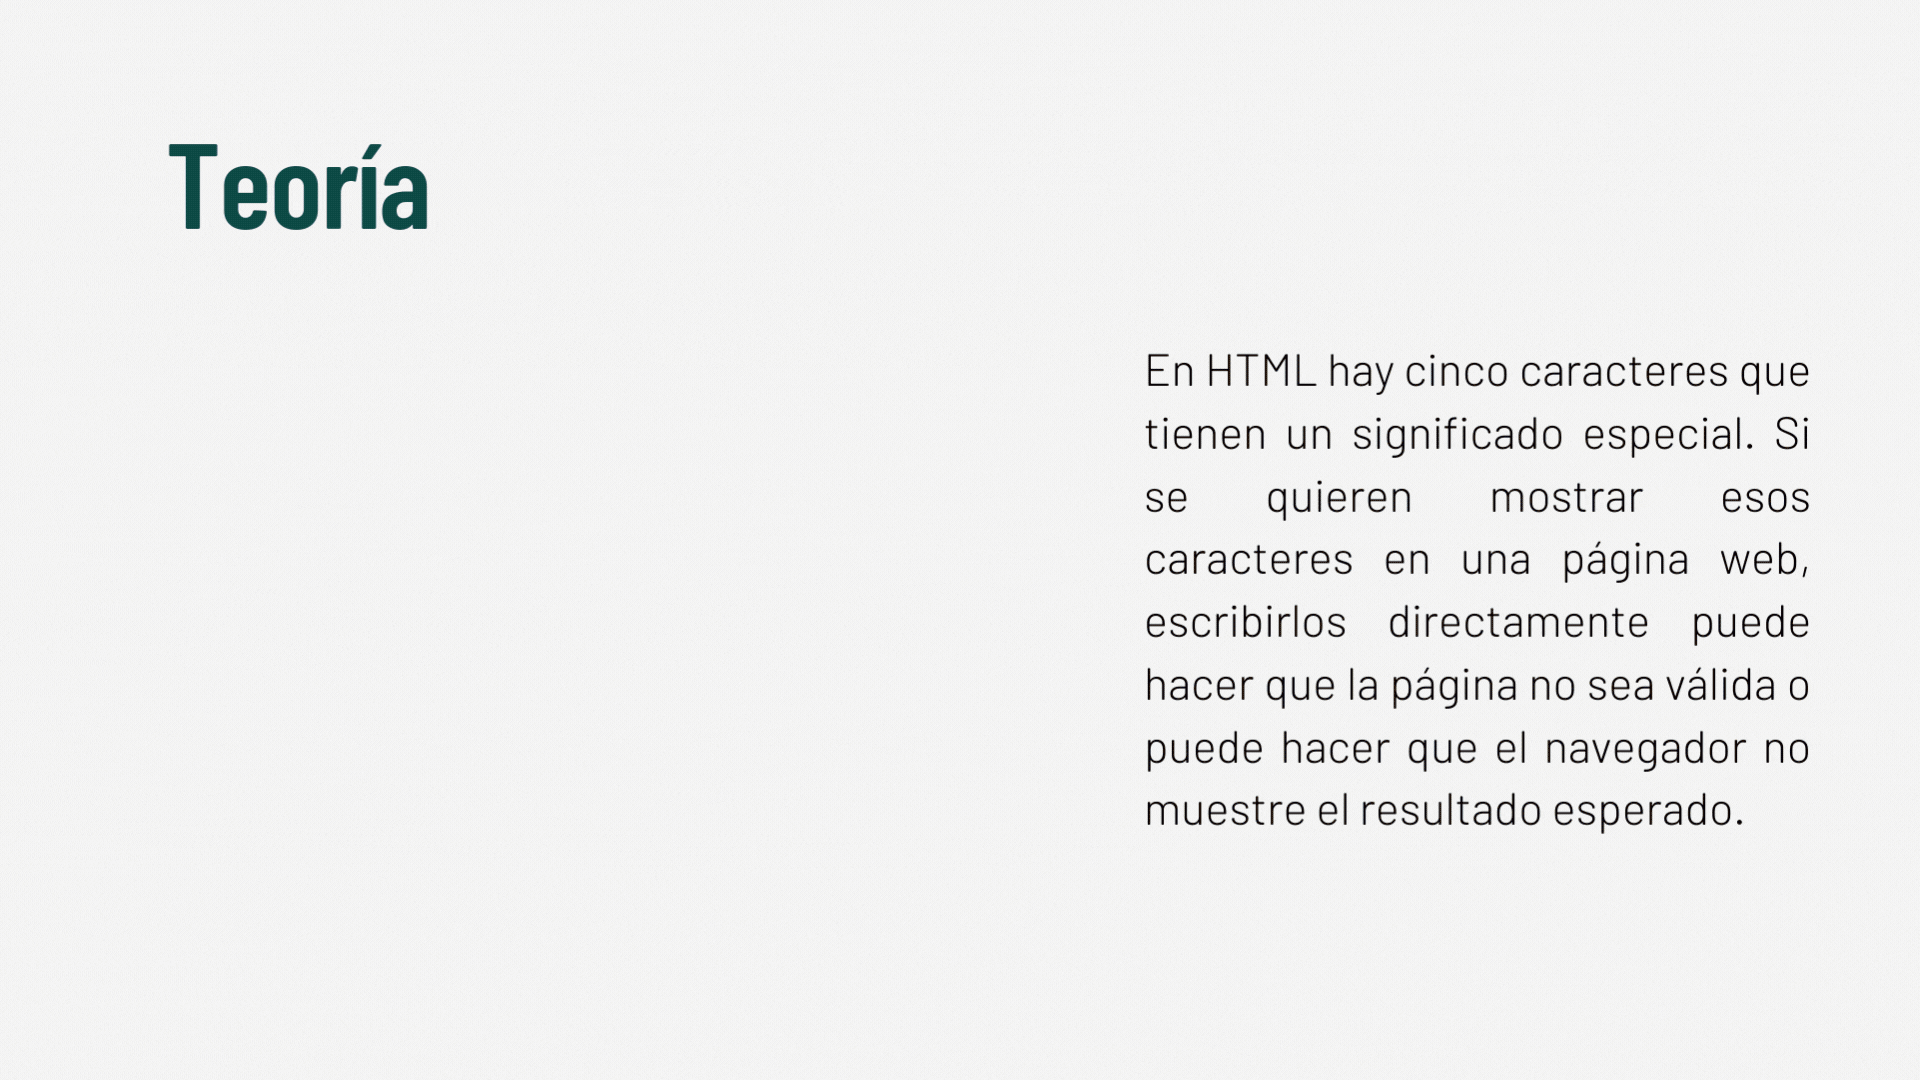 Teoría
En HTML hay cinco caracteres que
tienen un significado especial. Si
se quieren mostrar esos
caracteres en una página web,
escribirlos directamente puede
hacer que la página no sea válida o
puede hacer que el navegador no
muestre el resultado esperado.